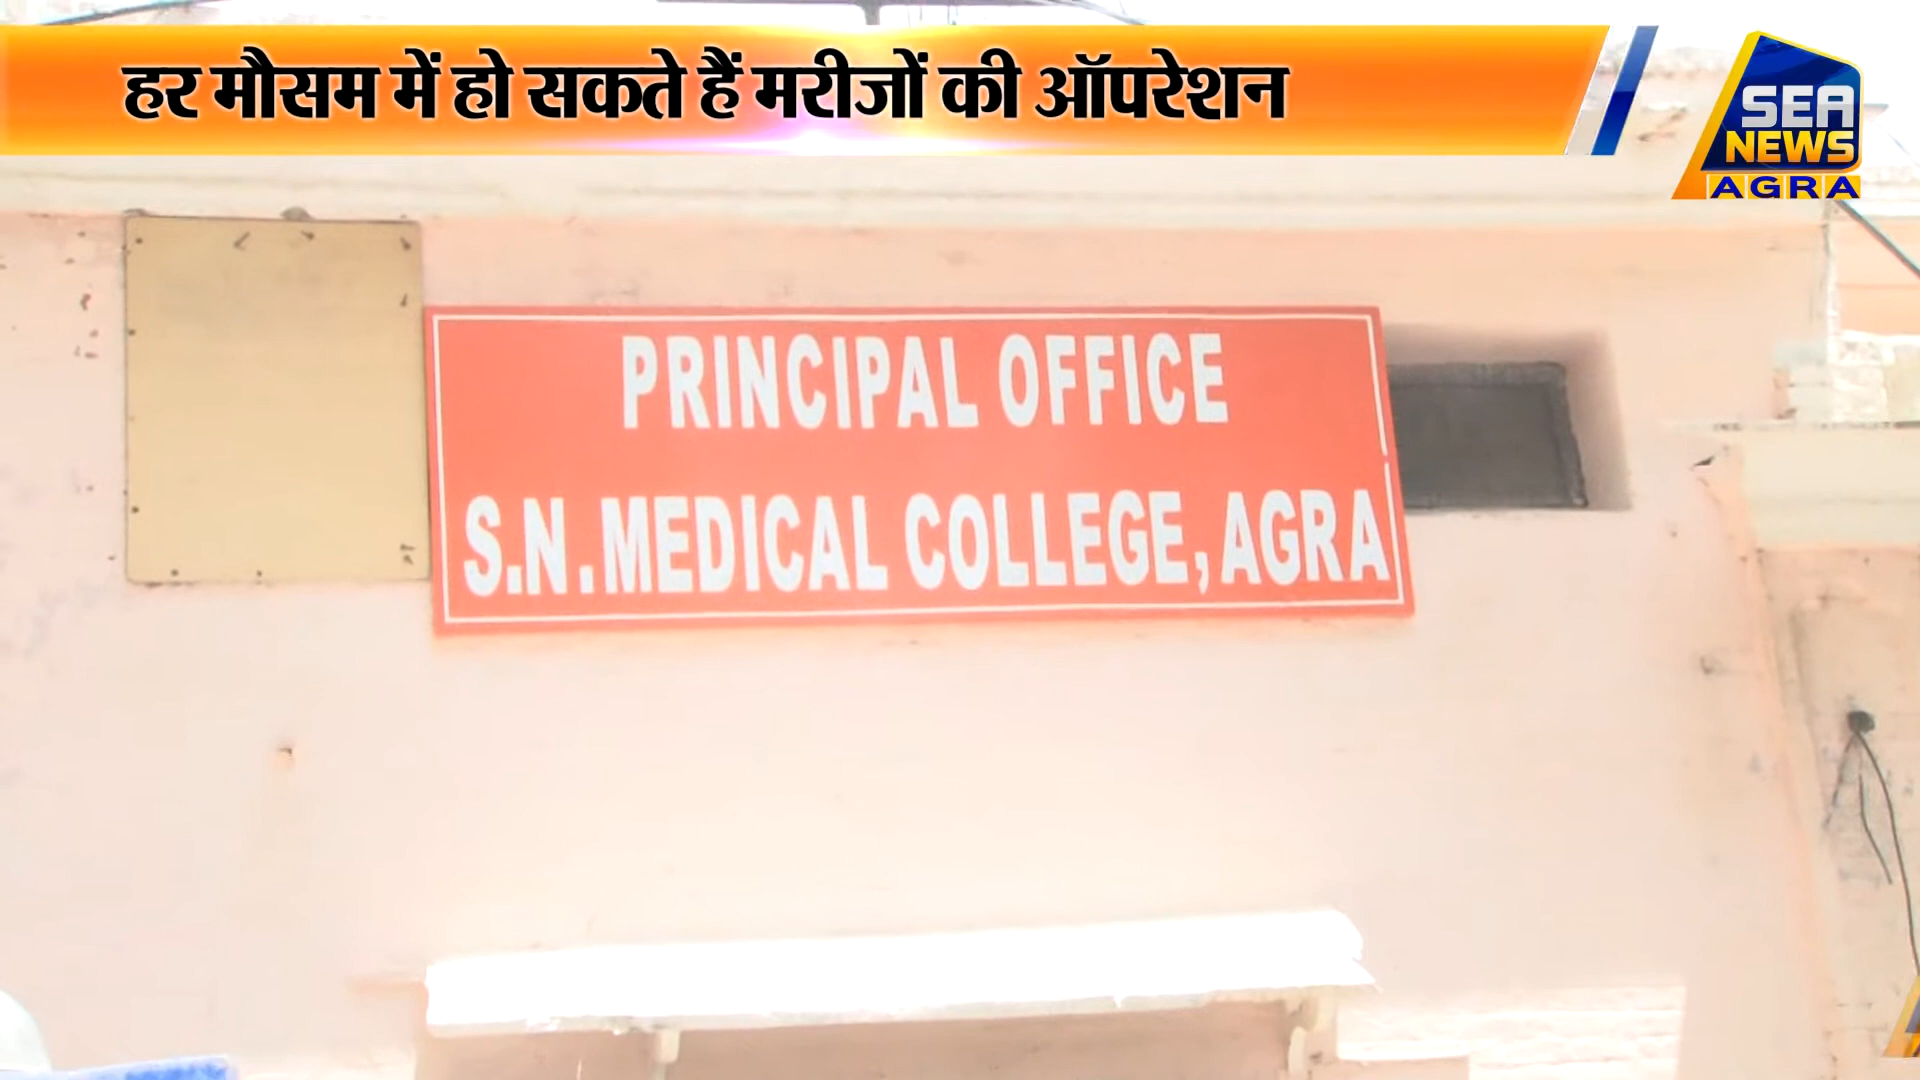 हर मौसम में हो सकते हैं मरीजों की ऑपरेशन
SEA
NEWS
AGRA
PRINCIPAL OFFICE
S.N. MEDICAL COLLEGE, AGRA